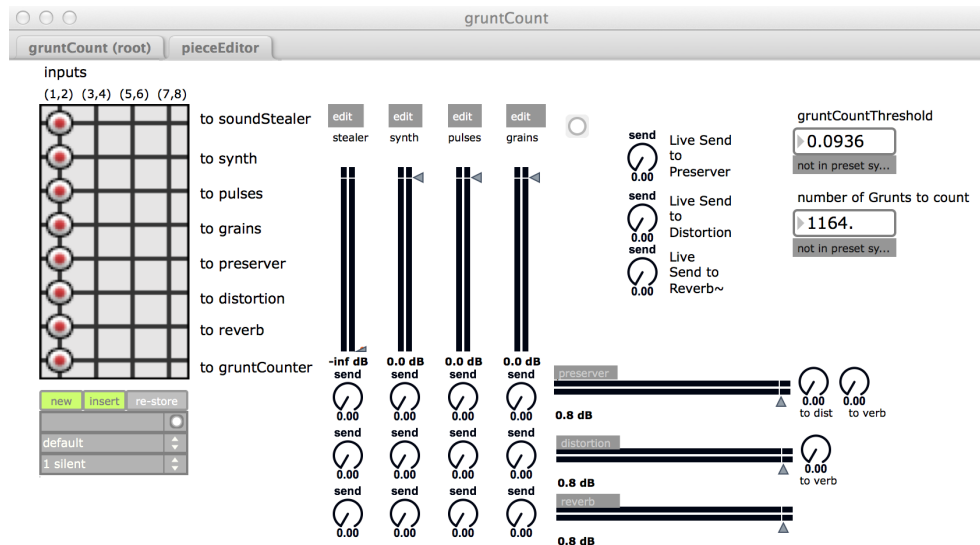 gruntCount
gruntCount (root) pieceEditor
inputs
(1,2) (3,4) (5,6) (7,8)
to soundStealer
to synth
to pulses
to grains
to preserver
to distortion
to reverb
to gruntCounter
new insert re-store
default
1 silent
edit edit edit edit
stealer synth pulses grains
-inf dB 0.0 dB 0.0 dB 0.0 dB
send send send send
0.00 0.00 0.00 0.00
send send send send
0.00 0.00 0.00 0.00
send send send send
0.00 0.00 0.00 0.00
send
0.00
Live Send
to
Preserver
send
0.00
Live Send
to
Distortion
send
0.00
Live
Send to
Reverb~
gruntCountThreshold
0.0936
not in preset sy...
number of Grunts to count
1164.
not in preset sy...
preserver
0.8 dB
0.00 0.00
to dist to verb
distortion
0.8 dB
0.00
to verb
reverb
0.8 dB